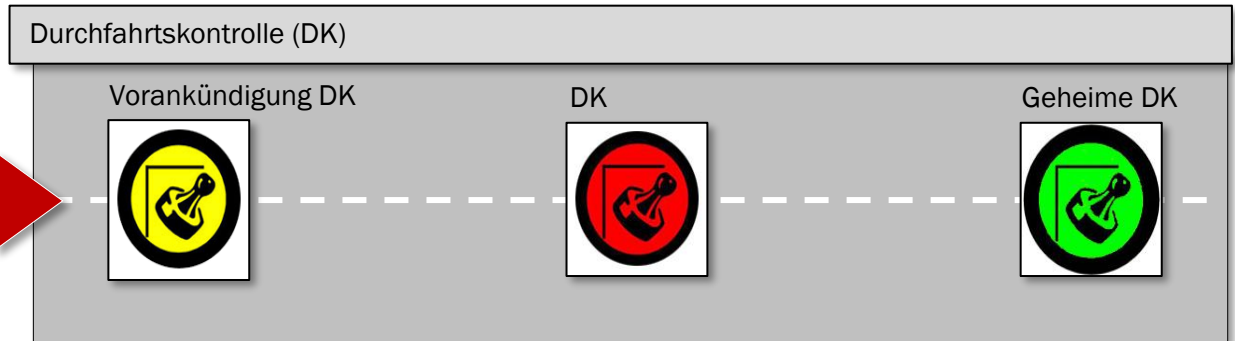 Durchfahrtskontrolle (DK)
Vorankündigung DK
DK
Geheime DK